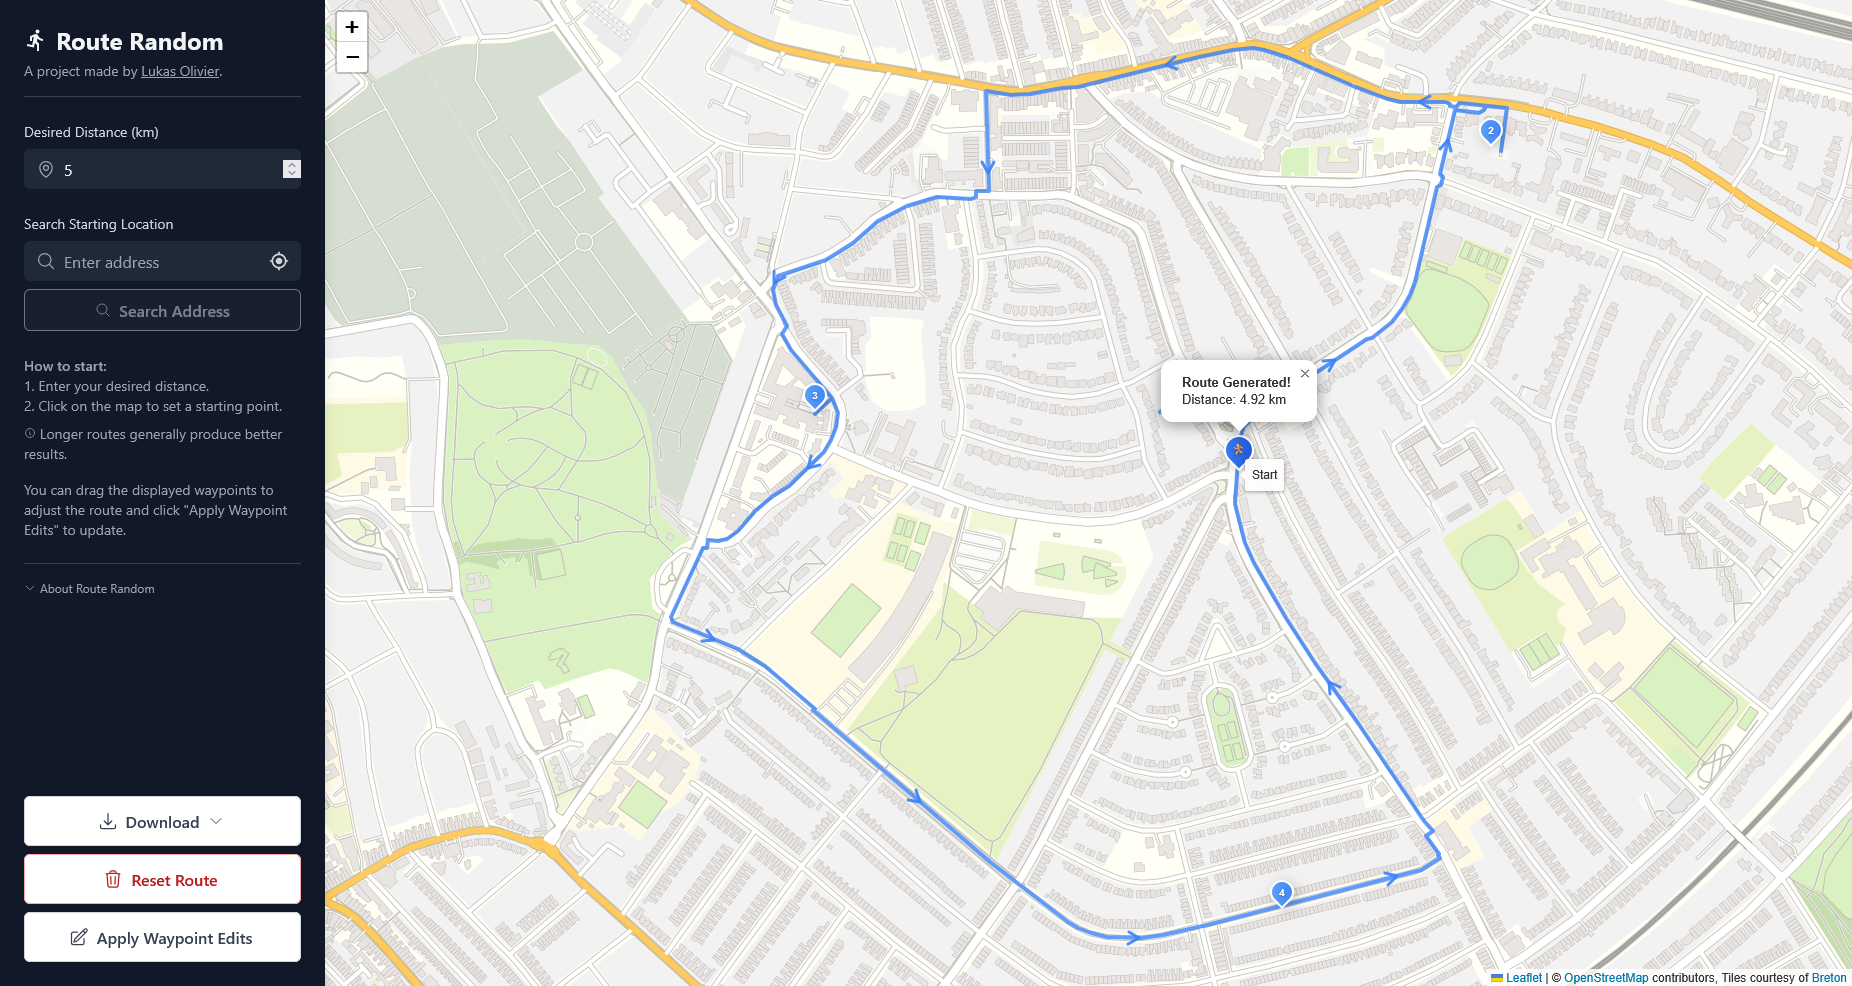 Route Random
A project made by Lukas Olivier.
Desired Distance (km)
5
Search Starting Location
Enter address
Search Address
How to start:
1. Enter your desired distance.
2. Click on the map to set a starting point.
Longer routes generally produce better
results.
You can drag the displayed waypoints to
adjust the route and click "Apply Waypoint
Edits" to update.
About Route Random
Download
Reset Route
Apply Waypoint Edits
+
−
2
Route Generated!
×
Distance: 4.92 km
3
Start
4
Leaflet | © OpenStreetMap contributors, Tiles courtesy of Breton